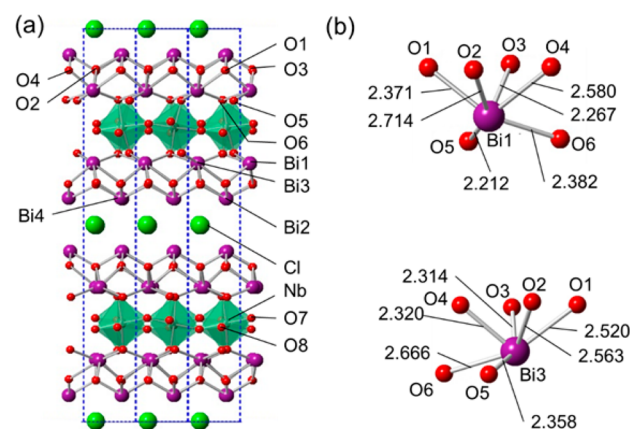 (a)
O1
O4
O3
O2
O5
O6
Bi1
Bi3
Bi4
Bi2
Cl
Nb
O7
O8
(b)
O1 O2 O3 O4
2.371 2.580
2.714 2.267
Bi1
O5 O6
2.212 2.382
2.314
O4 O3 O2 O1
2.320 2.520
2.666 2.563
O6 O5 Bi3
2.358